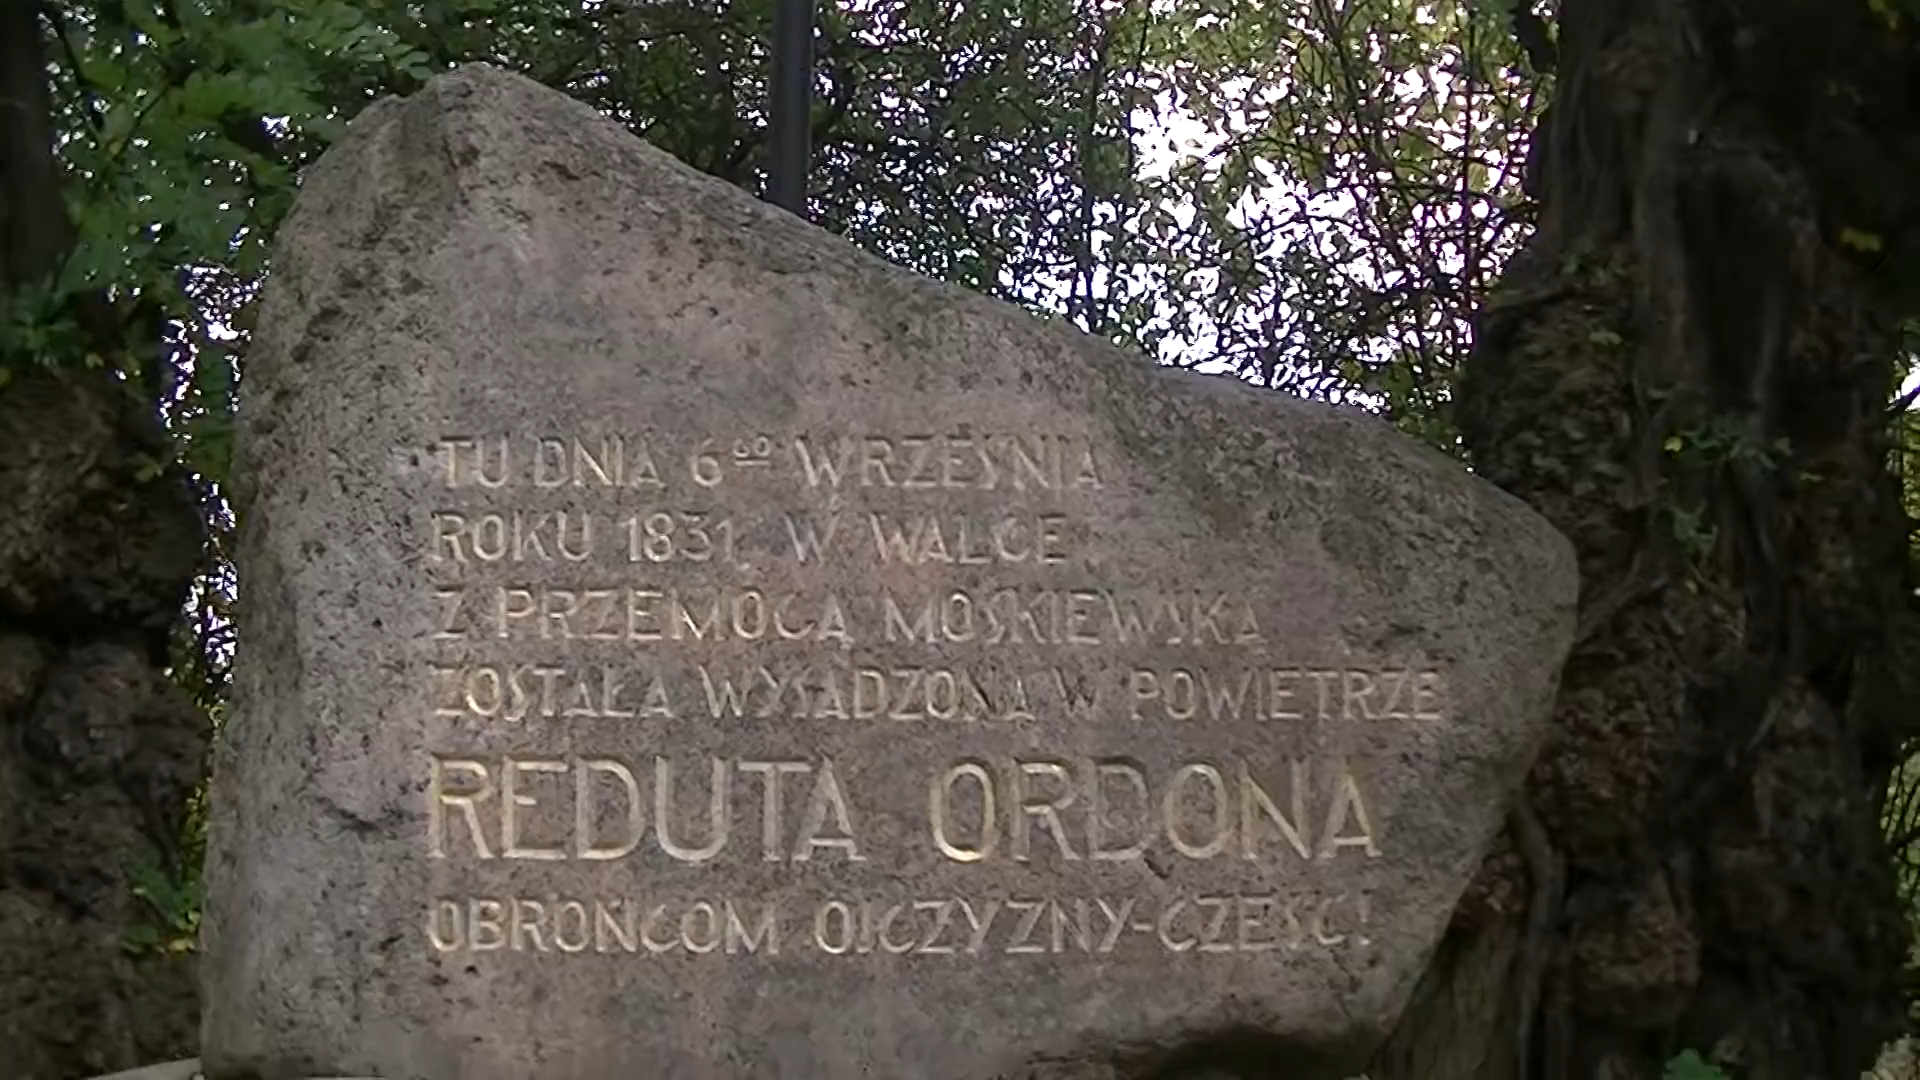 TU DNIA 6go WRZEŚNIA
ROKU 1831, W WALCE
Z PRZEMOCĄ MOSKIEWSKĄ
ZOSTAŁA WYSADZONA W POWIETRZE
REDUTA ORDONA
OBROŃCOM OJCZYZNY-CZEŚĆ!